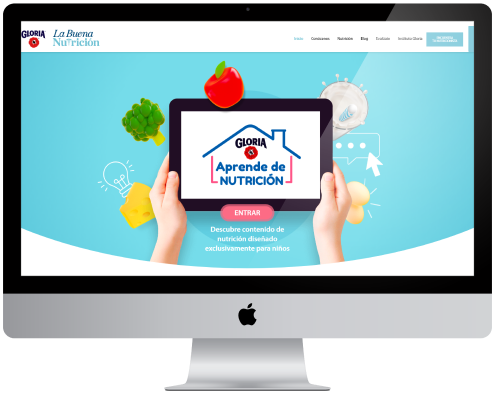 GLORIA
La Buena
Nutrición
Inicio Conócenos Nutrición Blog Evalúate Instituto Gloria
GLORIA
Aprende de
NUTRICIÓN
ENTRAR
Descubre contenido de
nutrición diseñado
exclusivamente para niños